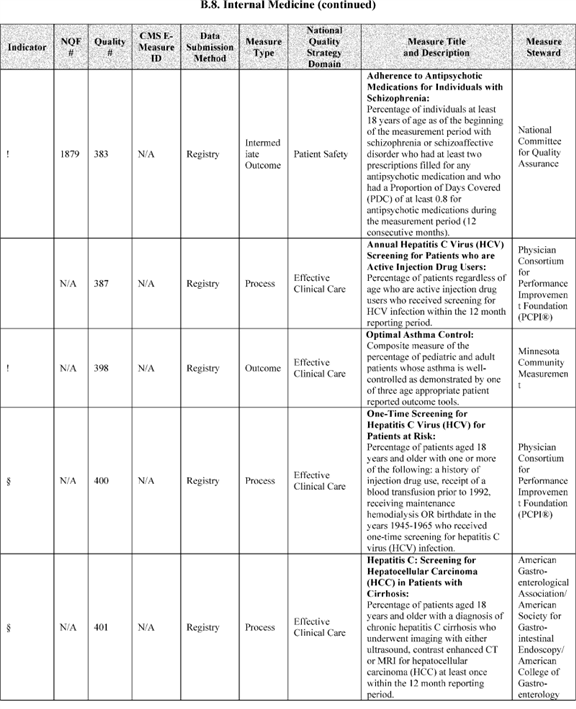 B.8. Internal Medicine (continued)
Indicator
NQF
#
Quality
#
CMS E-
Measure
ID
Data
Submission
Method
Measure
Type
National
Quality
Strategy
Domain
Measure Title
and Description
Measure
Steward
!
1879
383
N/A
Registry
Intermed
iate
Outcome
Patient Safety
Adherence to Antipsychotic
Medications for Individuals with
Schizophrenia:
Percentage of individuals at least
18 years of age as of the beginning
of the measurement period with
schizophrenia or schizoaffective
disorder who had at least two
prescriptions filled for any
antipsychotic medication and who
had a Proportion of Days Covered
(PDC) of at least 0.8 for
antipsychotic medications during
the measurement period (12
consecutive months).
National
Committee
for Quality
Assurance
N/A
387
N/A
Registry
Process
Effective
Clinical Care
Annual Hepatitis C Virus (HCV)
Screening for Patients who are
Active Injection Drug Users:
Percentage of patients regardless of
age who are active injection drug
users who received screening for
HCV infection within the 12 month
reporting period.
Physician
Consortium
for
Performance
Improvemen
t Foundation
(PCPI®)
!
N/A
398
N/A
Registry
Outcome
Effective
Clinical Care
Optimal Asthma Control:
Composite measure of the
percentage of pediatric and adult
patients whose asthma is well-
controlled as demonstrated by one
of three age appropriate patient
reported outcome tools.
Minnesota
Community
Measuremen
t
§
N/A
400
N/A
Registry
Process
Effective
Clinical Care
One-Time Screening for
Hepatitis C Virus (HCV) for
Patients at Risk:
Percentage of patients aged 18
years and older with one or more
of the following: a history of
injection drug use, receipt of a
blood transfusion prior to 1992,
receiving maintenance
hemodialysis OR birthdate in the
years 1945-1965 who received
one-time screening for hepatitis C
virus (HCV) infection.
Physician
Consortium
for
Performance
Improvemen
t Foundation
(PCPI®)
§
N/A
401
N/A
Registry
Process
Effective
Clinical Care
Hepatitis C: Screening for
Hepatocellular Carcinoma
(HCC) in Patients with
Cirrhosis:
Percentage of patients aged 18
years and older with a diagnosis of
chronic hepatitis C cirrhosis who
underwent imaging with either
ultrasound, contrast enhanced CT
or MRI for hepatocellular
carcinoma (HCC) at least once
within the 12 month reporting
period.
American
Gastro-
enterological
Association/
American
Society for
Gastro-
intestinal
Endoscopy/
American
College of
Gastro-
enterology